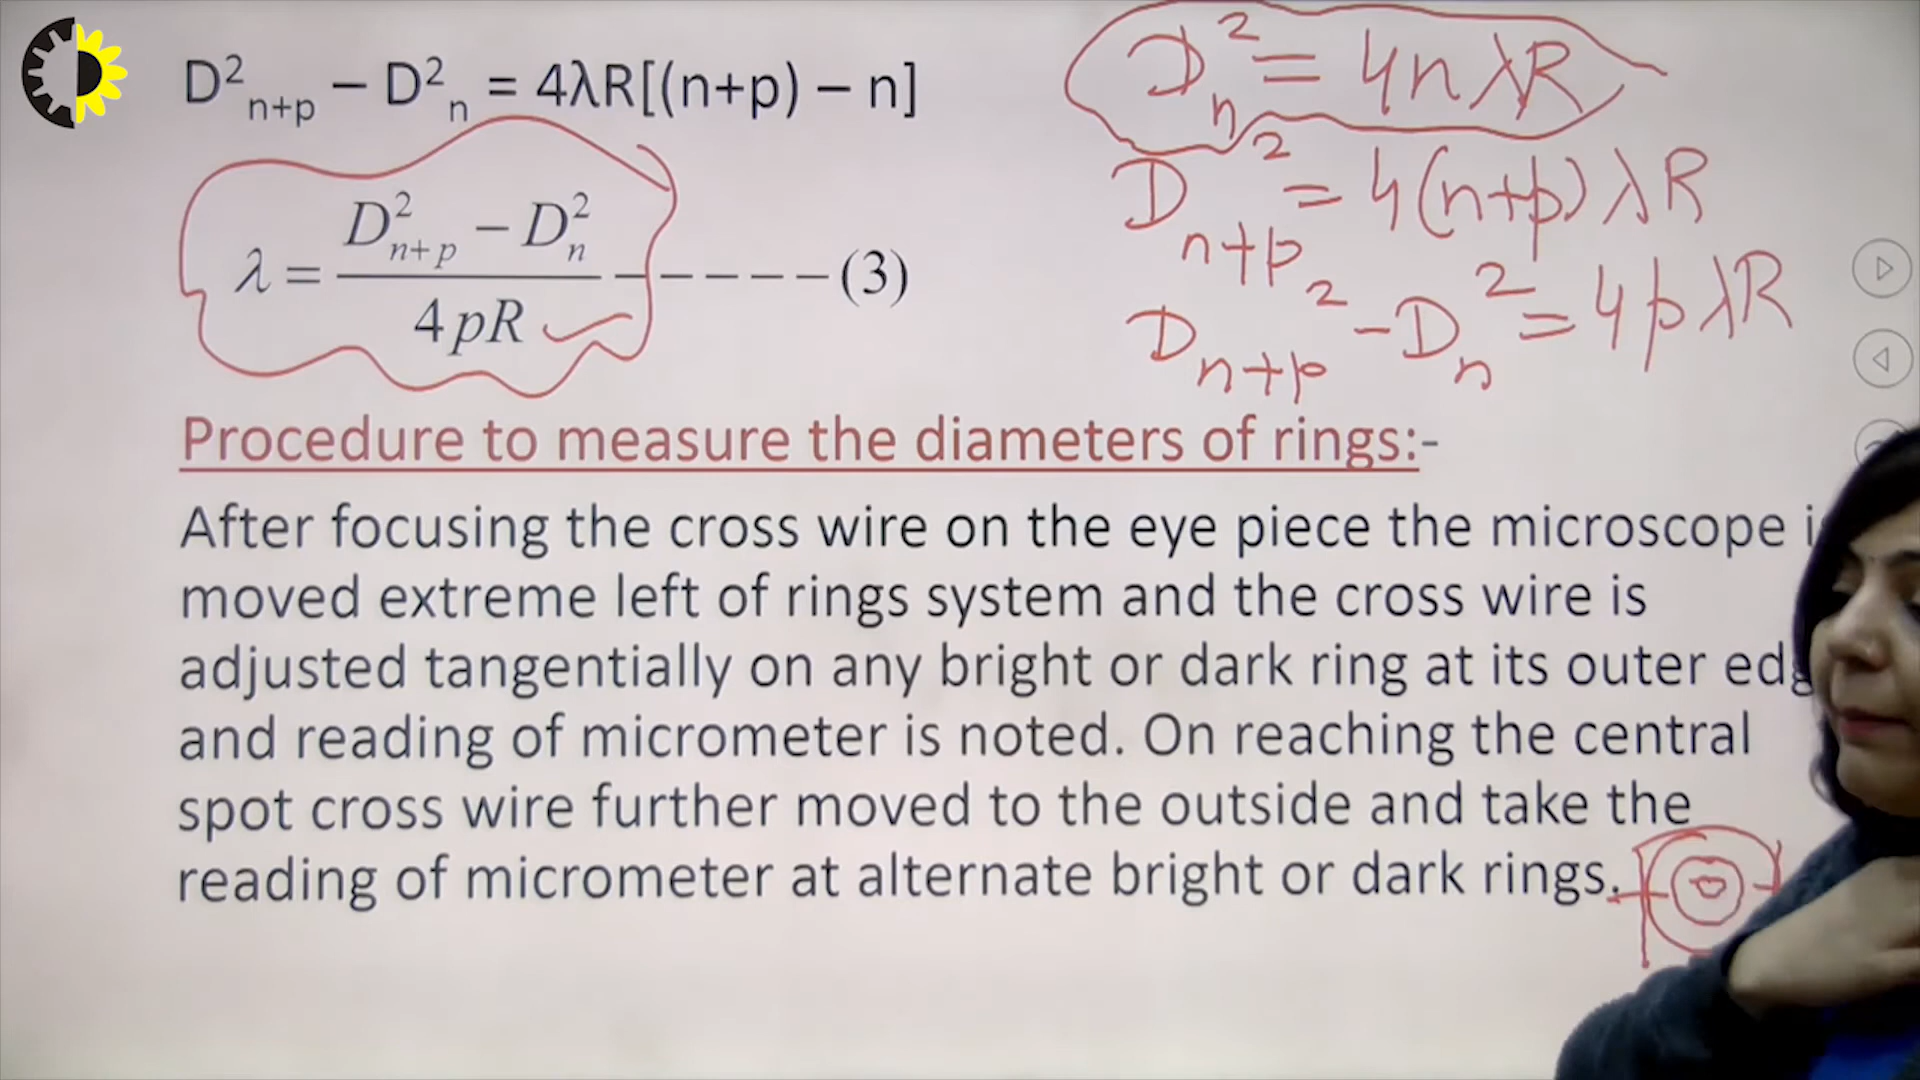 D²ₙ₊ₚ – D²ₙ = 4λR[(n+p) – n]
Dₙ² = 4nλR
Dₙ₊ₚ² = 4(n+p)λR
λ = (D²ₙ₊ₚ – D²ₙ) / 4pR -----(3)
Dₙ₊ₚ² – Dₙ² = 4pλR
Procedure to measure the diameters of rings:-
After focusing the cross wire on the eye piece the microscope
moved extreme left of rings system and the cross wire is
adjusted tangentially on any bright or dark ring at its outer
and reading of micrometer is noted. On reaching the central
spot cross wire further moved to the outside and take the
reading of micrometer at alternate bright or dark rings.